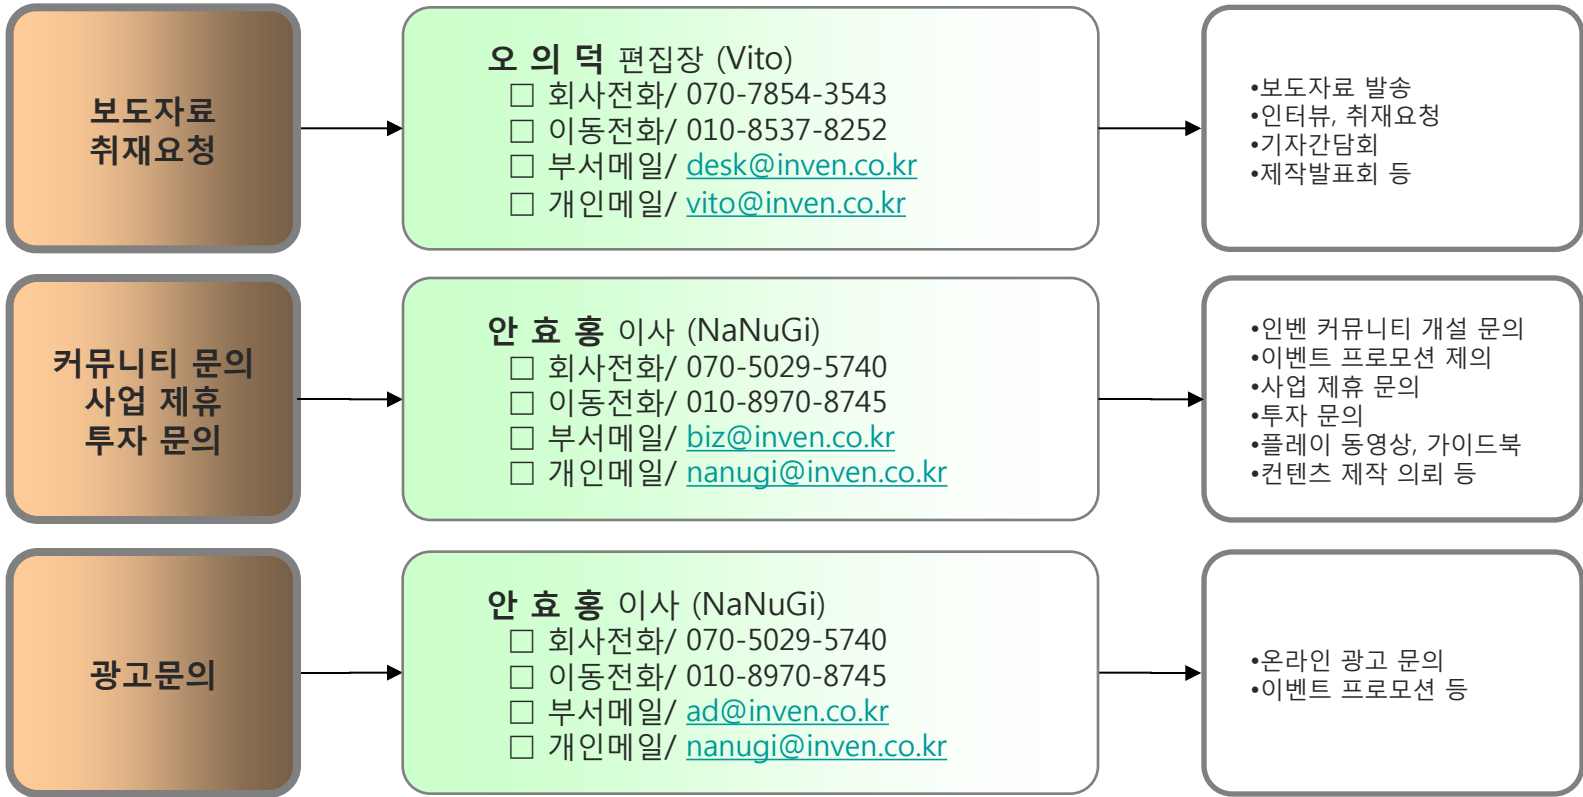 보도자료
취재요청
오 의 덕 편집장 (Vito)
□ 회사전화/ 070-7854-3543
□ 이동전화/ 010-8537-8252
□ 부서메일/ desk@inven.co.kr
□ 개인메일/ vito@inven.co.kr
•보도자료 발송
•인터뷰, 취재요청
•기자간담회
•제작발표회 등
커뮤니티 문의
사업 제휴
투자 문의
안 효 홍 이사 (NaNuGi)
□ 회사전화/ 070-5029-5740
□ 이동전화/ 010-8970-8745
□ 부서메일/ biz@inven.co.kr
□ 개인메일/ nanugi@inven.co.kr
•인벤 커뮤니티 개설 문의
•이벤트 프로모션 제의
•사업 제휴 문의
•투자 문의
•플레이 동영상, 가이드북
•컨텐츠 제작 의뢰 등
광고문의
안 효 홍 이사 (NaNuGi)
□ 회사전화/ 070-5029-5740
□ 이동전화/ 010-8970-8745
□ 부서메일/ ad@inven.co.kr
□ 개인메일/ nanugi@inven.co.kr
•온라인 광고 문의
•이벤트 프로모션 등